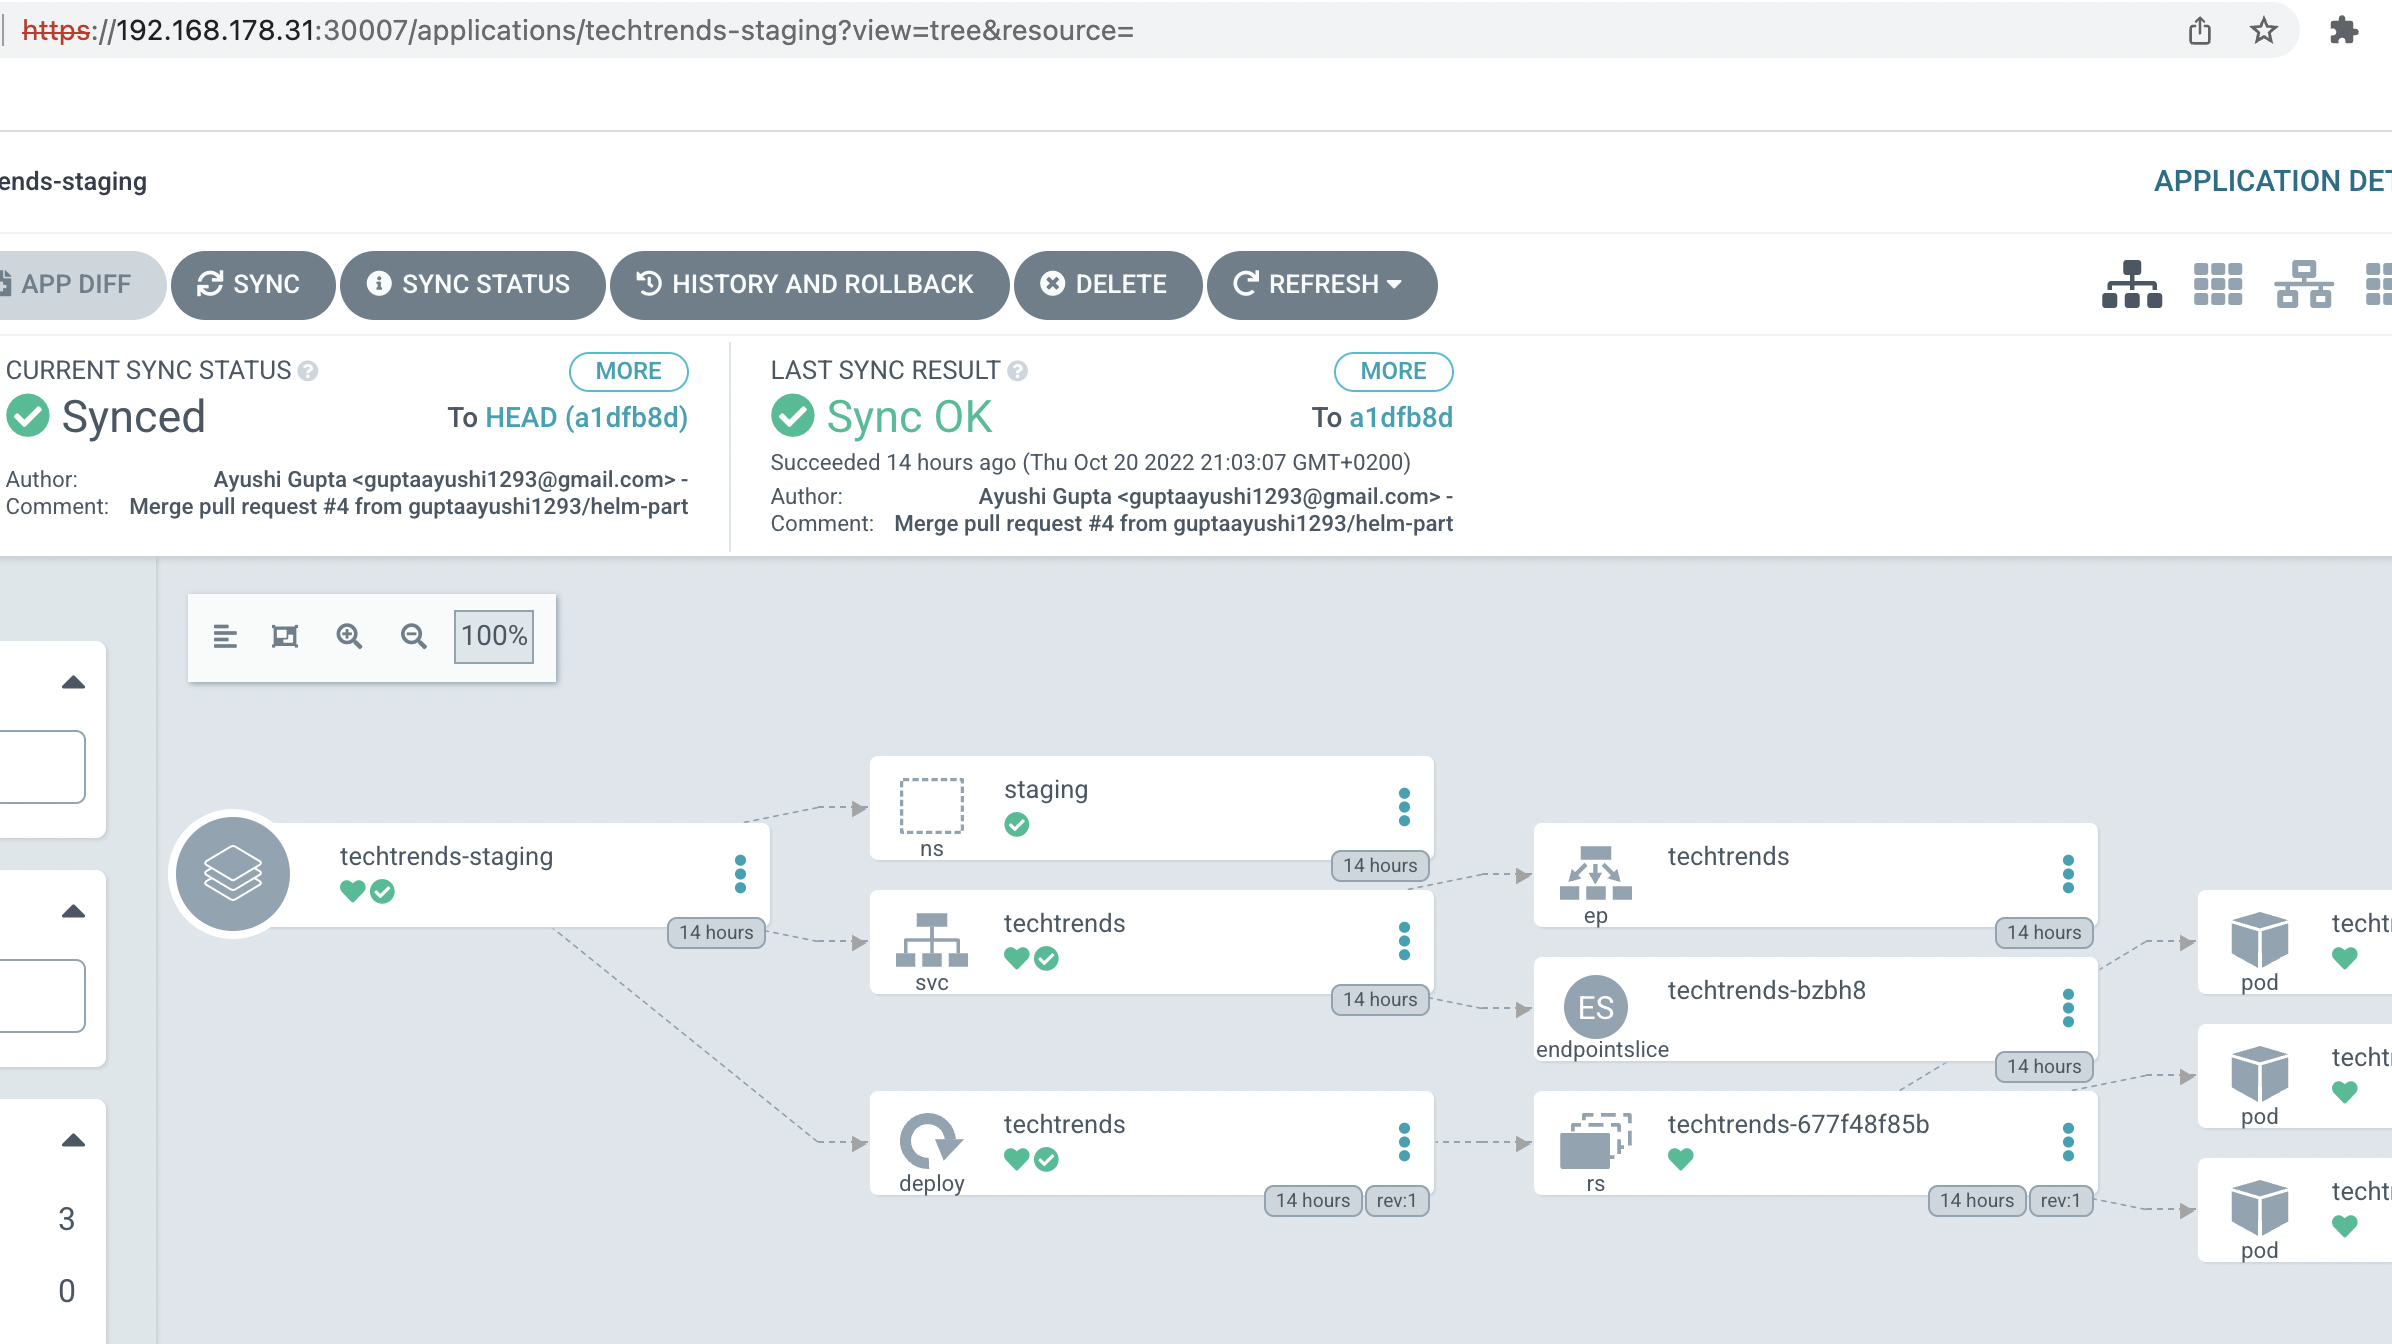 https://192.168.178.31:30007/applications/techtrends-staging?view=tree&resource=
ends-staging
APPLICATION DET
APP DIFF
SYNC
SYNC STATUS
HISTORY AND ROLLBACK
DELETE
REFRESH
CURRENT SYNC STATUS
MORE
Synced
To HEAD (a1dfb8d)
Author: Ayushi Gupta <guptaayushi1293@gmail.com> -
Comment: Merge pull request #4 from guptaayushi1293/helm-part
LAST SYNC RESULT
MORE
Sync OK
To a1dfb8d
Succeeded 14 hours ago (Thu Oct 20 2022 21:03:07 GMT+0200)
Author: Ayushi Gupta <guptaayushi1293@gmail.com> -
Comment: Merge pull request #4 from guptaayushi1293/helm-part
100%
3
0
techtrends-staging
14 hours
staging
ns
14 hours
techtrends
svc
14 hours
techtrends
deploy
14 hours
rev:1
techtrends
ep
14 hours
ES
techtrends-bzbh8
endpointslice
14 hours
techtrends-677f48f85b
rs
14 hours
rev:1
techt
pod
techt
pod
techt
pod